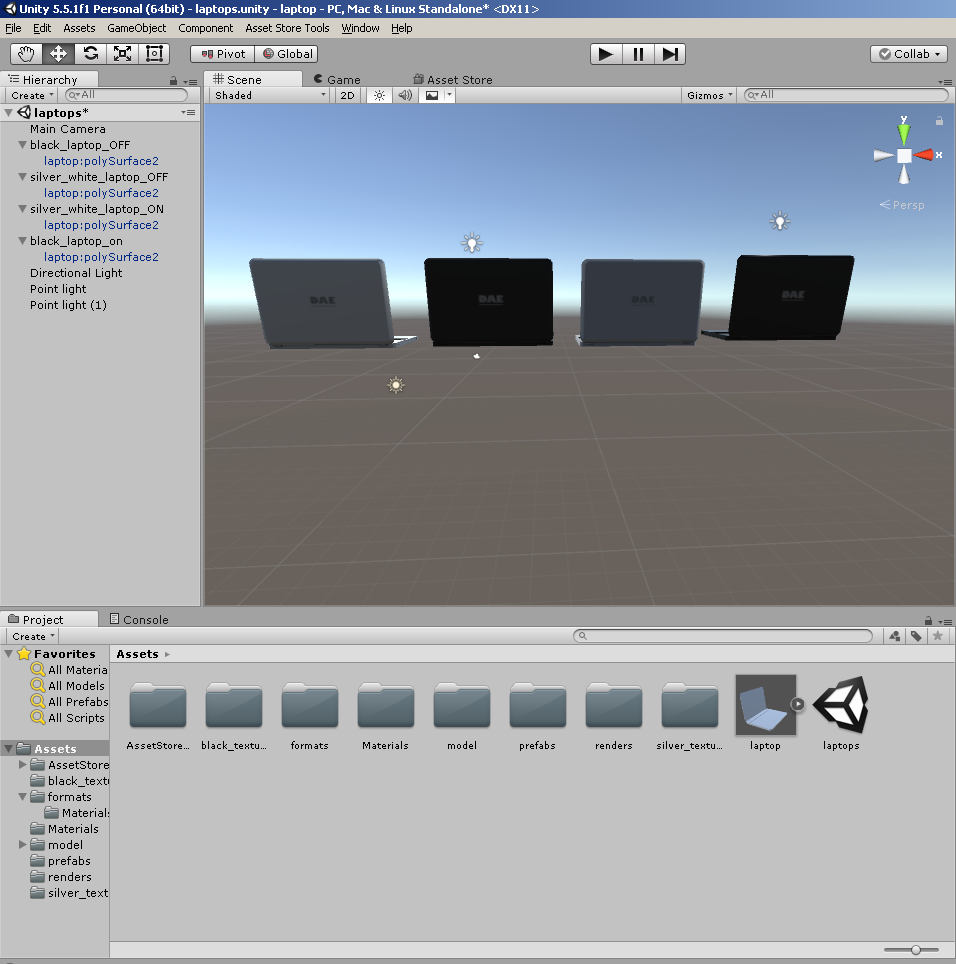 Unity 5.5.1f1 Personal (64bit) - laptops.unity - laptop - PC, Mac & Linux Standalone* <DX11>
File Edit Assets GameObject Component Asset Store Tools Window Help
Pivot Global Collab
Hierarchy Scene Game Asset Store
Create All Shaded 2D Gizmos All
laptops*
Main Camera
black_laptop_OFF
laptop:polySurface2
silver_white_laptop_OFF
laptop:polySurface2
silver_white_laptop_ON
laptop:polySurface2
black_laptop_on
laptop:polySurface2
Directional Light
Point light
Point light (1)
y
x
Persp
DAE DAE DAE DAE
Project Console
Create
Favorites
All Materia
All Models
All Prefabs
All Scripts
Assets
AssetStore
black_textu
formats
Materials
Materials
model
prefabs
renders
silver_text
Assets
AssetStore... black_textu... formats Materials model prefabs renders silver_textu... laptop laptops